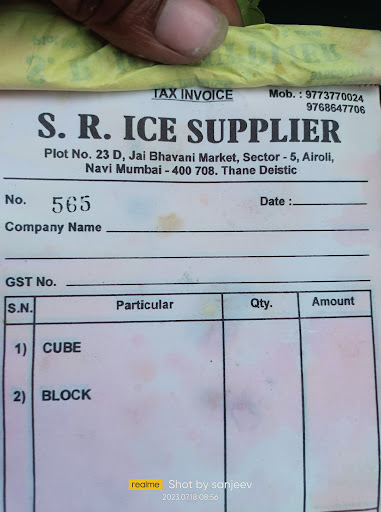 TAX INVOICE Mob. : 9773770024
9768647706
S. R. ICE SUPPLIER
Plot No. 23 D, Jai Bhavani Market, Sector - 5, Airoli,
Navi Mumbai - 400 708. Thane Deistic
No. 565 Date :
Company Name
GST No.
S.N. Particular Qty. Amount
1) CUBE
2) BLOCK
realme Shot by sanjeev
2023.07.18 08:56